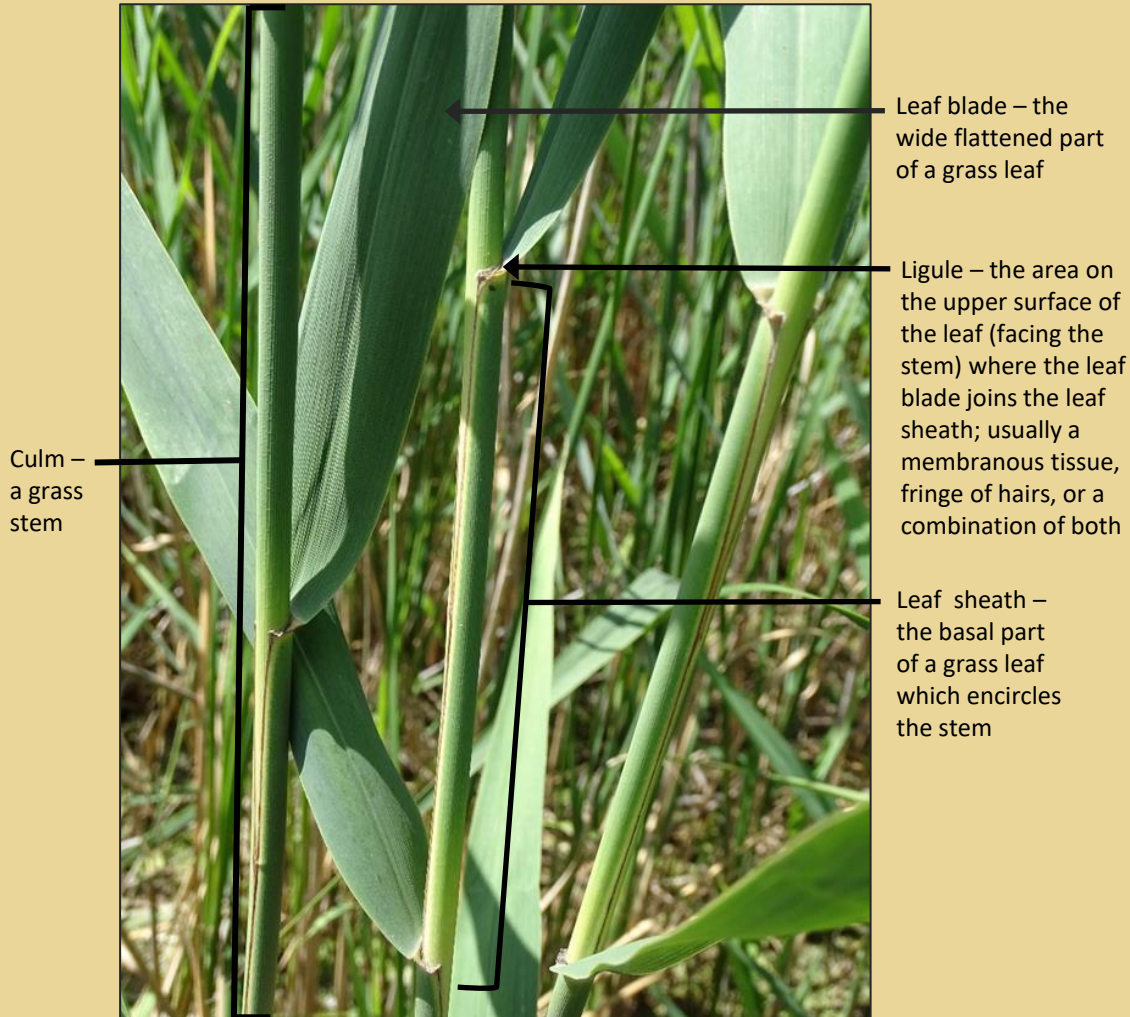 Leaf blade – the
wide flattened part
of a grass leaf
Ligule – the area on
the upper surface of
the leaf (facing the
stem) where the leaf
blade joins the leaf
sheath; usually a
membranous tissue,
fringe of hairs, or a
combination of both
Culm –
a grass
stem
Leaf sheath –
the basal part
of a grass leaf
which encircles
the stem